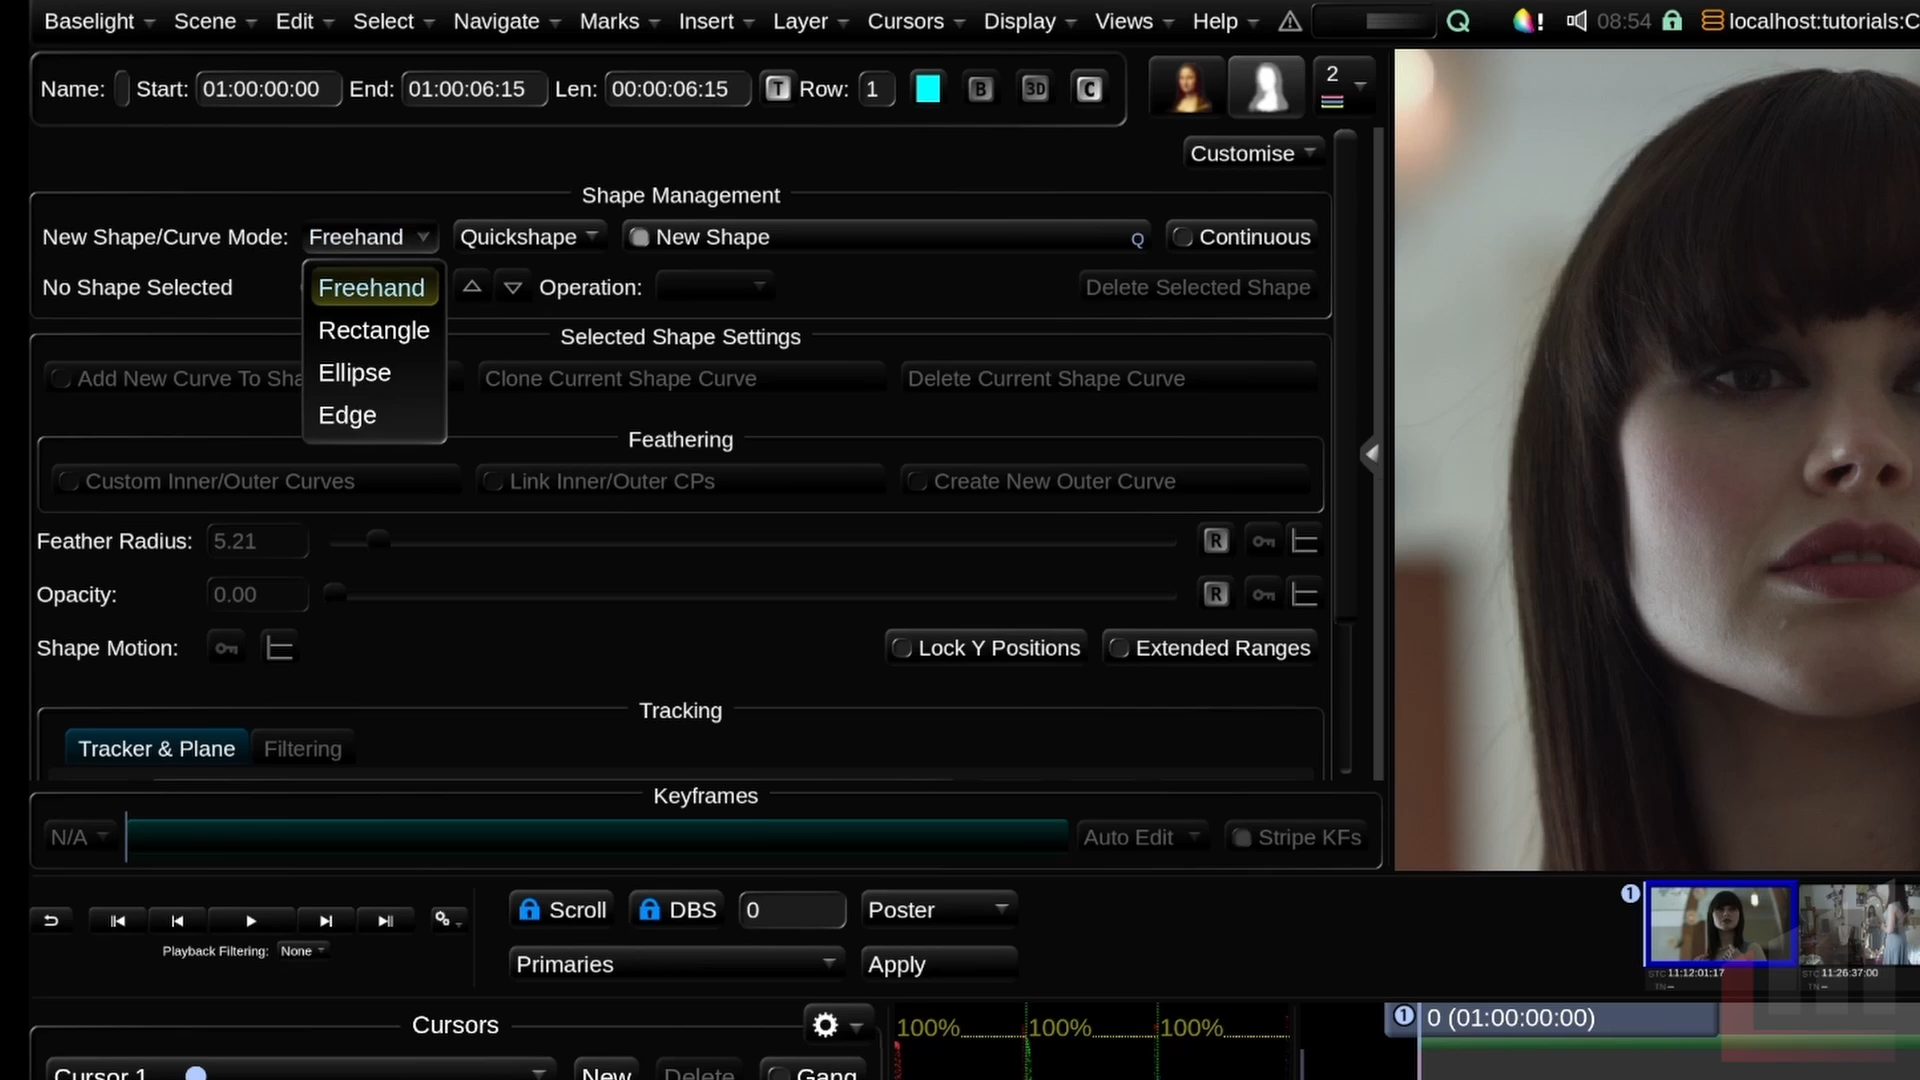 Baselight Scene Edit Select Navigate Marks Insert Layer Cursors Display Views Help ! 08:54 localhost:tutorials:C
Name: Start: 01:00:00:00 End: 01:00:06:15 Len: 00:00:06:15 T Row: 1 B 3D C 2
Customise
Shape Management
New Shape/Curve Mode: Freehand Quickshape New Shape Q Continuous
No Shape Selected Operation: Delete Selected Shape
Freehand
Rectangle
Ellipse
Edge
Selected Shape Settings
Add New Curve To Sha Clone Current Shape Curve Delete Current Shape Curve
Feathering
Custom Inner/Outer Curves Link Inner/Outer CPs Create New Outer Curve
Feather Radius: 5.21 R
Opacity: 0.00 R
Shape Motion: Lock Y Positions Extended Ranges
Tracking
Tracker & Plane Filtering
Keyframes
N/A Auto Edit Stripe KFs
Scroll DBS 0 Poster
Playback Filtering: None
Primaries Apply
1
STC 11:12:01:17 STC 11:26:37:00
TN – TN –
Cursors
100% 100% 100%
1 0 (01:00:00:00)
Cursor 1 New Delete Gang